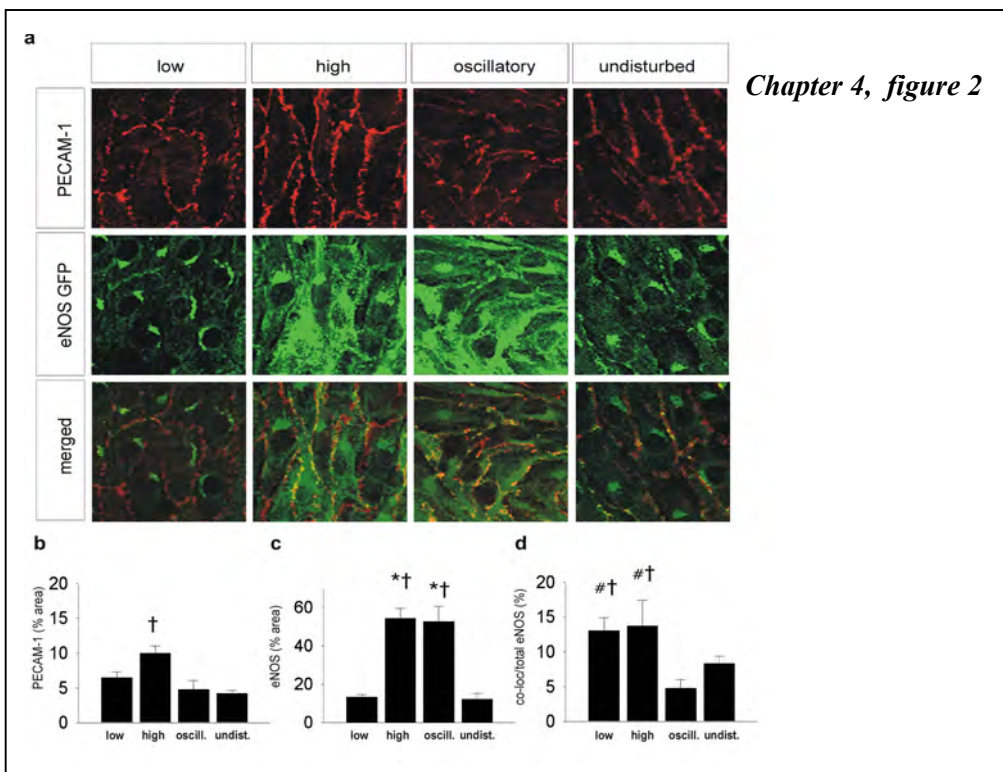 a
low high oscillatory undisturbed
Chapter 4, figure 2
PECAM-1
eNOS GFP
merged
b
PECAM-1 (% area)
20
15
10
5
0
†
low high oscill. undist.
c
eNOS (% area)
60
40
20
0
*† *†
low high oscill. undist.
d
co-loc/total eNOS (%)
20
15
10
5
0
#† #†
low high oscill. undist.